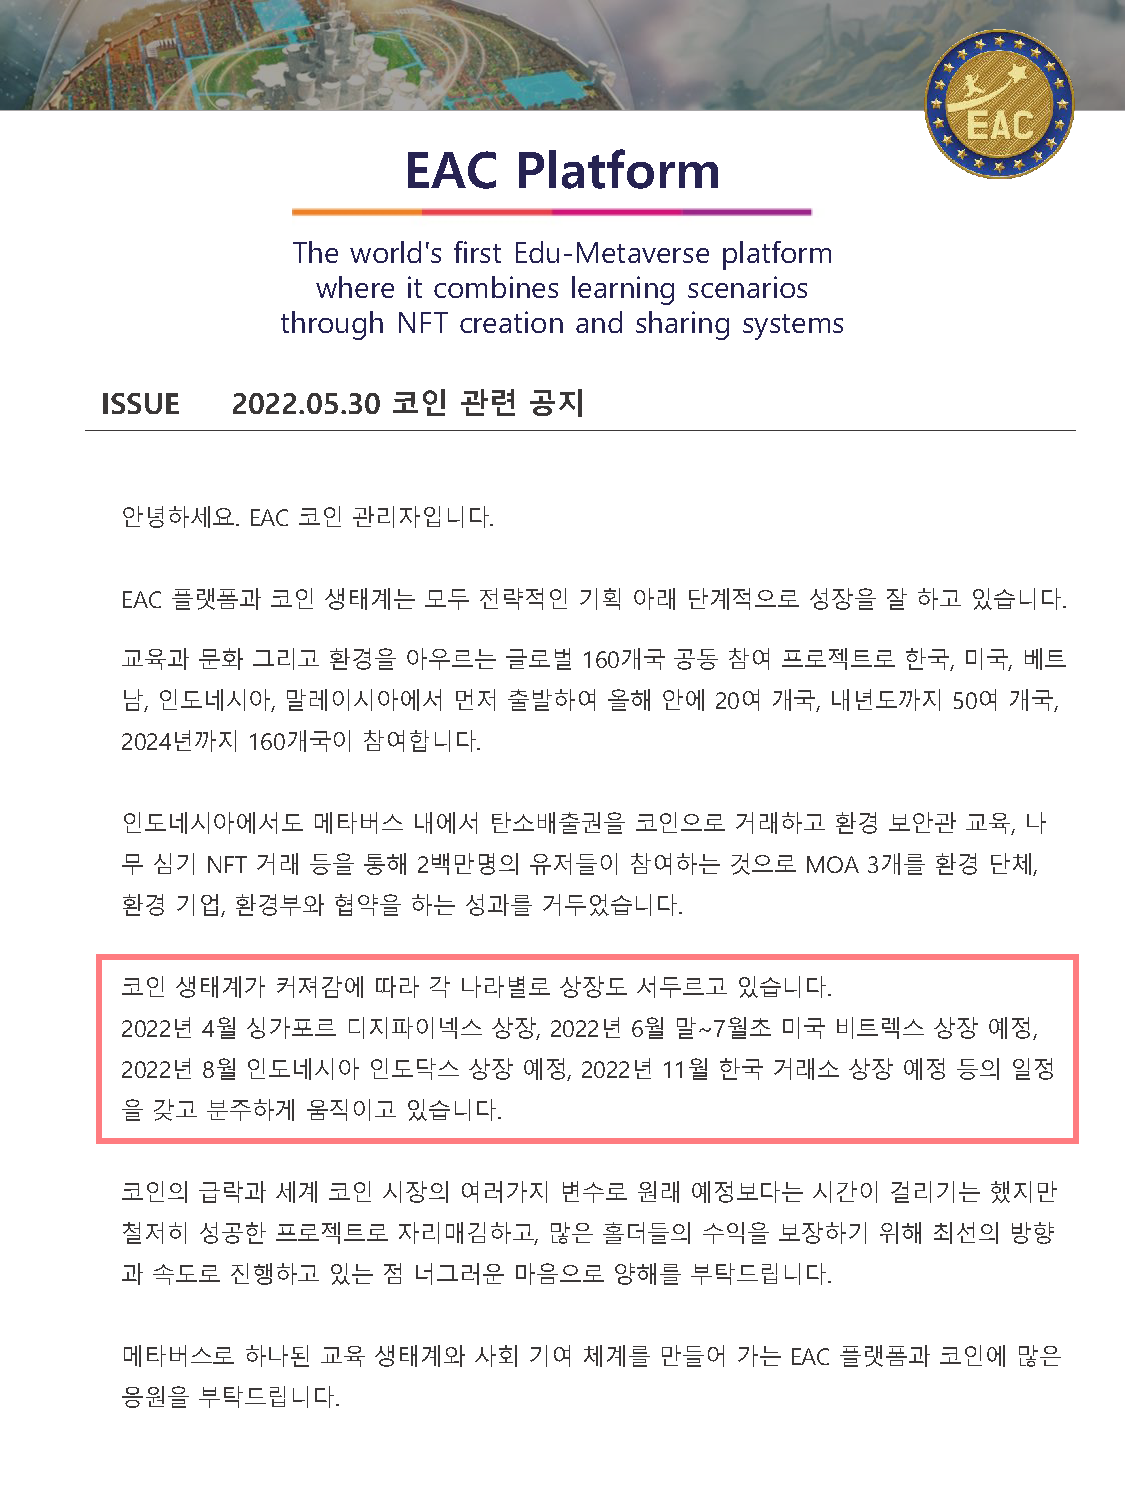 EAC
EAC Platform
The world's first Edu-Metaverse platform
where it combines learning scenarios
through NFT creation and sharing systems
ISSUE 2022.05.30 코인 관련 공지
안녕하세요. EAC 코인 관리자입니다.
EAC 플랫폼과 코인 생태계는 모두 전략적인 기획 아래 단계적으로 성장을 잘 하고 있습니다.
교육과 문화 그리고 환경을 아우르는 글로벌 160개국 공동 참여 프로젝트로 한국, 미국, 베트
남, 인도네시아, 말레이시아에서 먼저 출발하여 올해 안에 20여 개국, 내년도까지 50여 개국,
2024년까지 160개국이 참여합니다.
인도네시아에서도 메타버스 내에서 탄소배출권을 코인으로 거래하고 환경 보안관 교육, 나
무 심기 NFT 거래 등을 통해 2백만명의 유저들이 참여하는 것으로 MOA 3개를 환경 단체,
환경 기업, 환경부와 협약을 하는 성과를 거두었습니다.
코인 생태계가 커져감에 따라 각 나라별로 상장도 서두르고 있습니다.
2022년 4월 싱가포르 디지파이넥스 상장, 2022년 6월 말~7월초 미국 비트렉스 상장 예정,
2022년 8월 인도네시아 인도닥스 상장 예정, 2022년 11월 한국 거래소 상장 예정 등의 일정
을 갖고 분주하게 움직이고 있습니다.
코인의 급락과 세계 코인 시장의 여러가지 변수로 원래 예정보다는 시간이 걸리기는 했지만
철저히 성공한 프로젝트로 자리매김하고, 많은 홀더들의 수익을 보장하기 위해 최선의 방향
과 속도로 진행하고 있는 점 너그러운 마음으로 양해를 부탁드립니다.
메타버스로 하나된 교육 생태계와 사회 기여 체계를 만들어 가는 EAC 플랫폼과 코인에 많은
응원을 부탁드립니다.